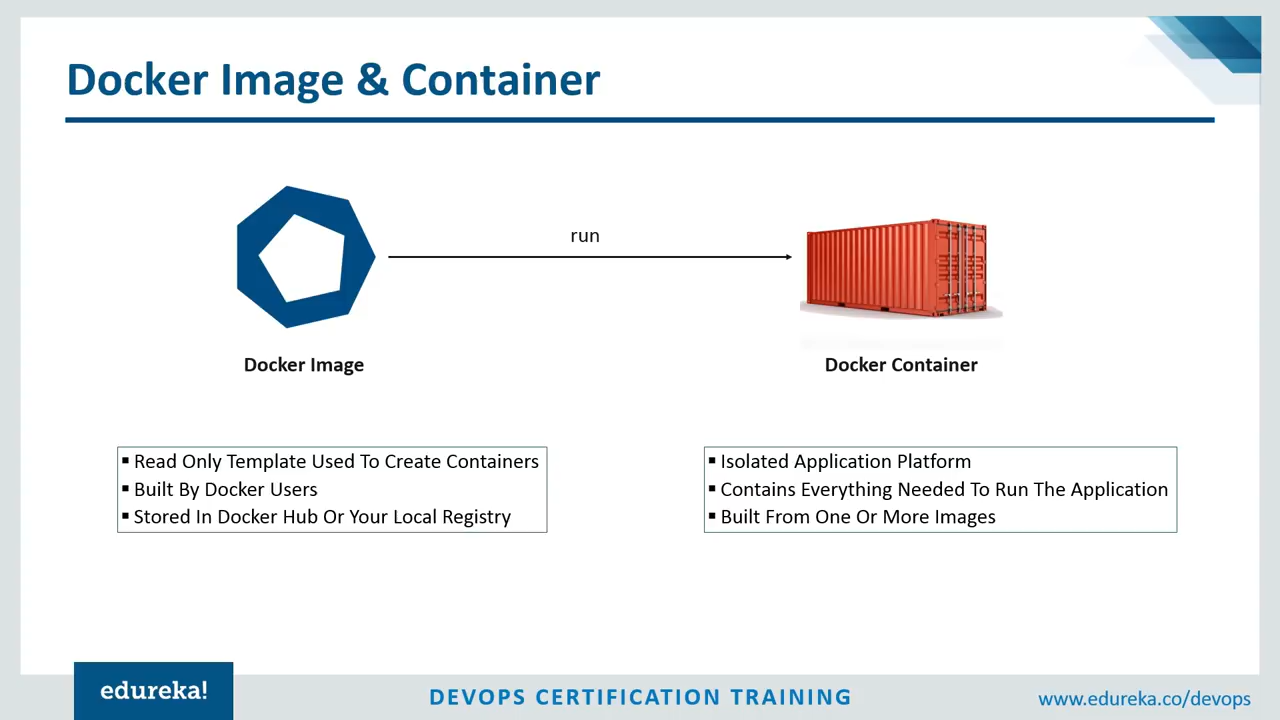 Docker Image & Container
run
Docker Image
Docker Container
▪ Read Only Template Used To Create Containers
▪ Built By Docker Users
▪ Stored In Docker Hub Or Your Local Registry
▪ Isolated Application Platform
▪ Contains Everything Needed To Run The Application
▪ Built From One Or More Images
edureka!
DEVOPS CERTIFICATION TRAINING
www.edureka.co/devops